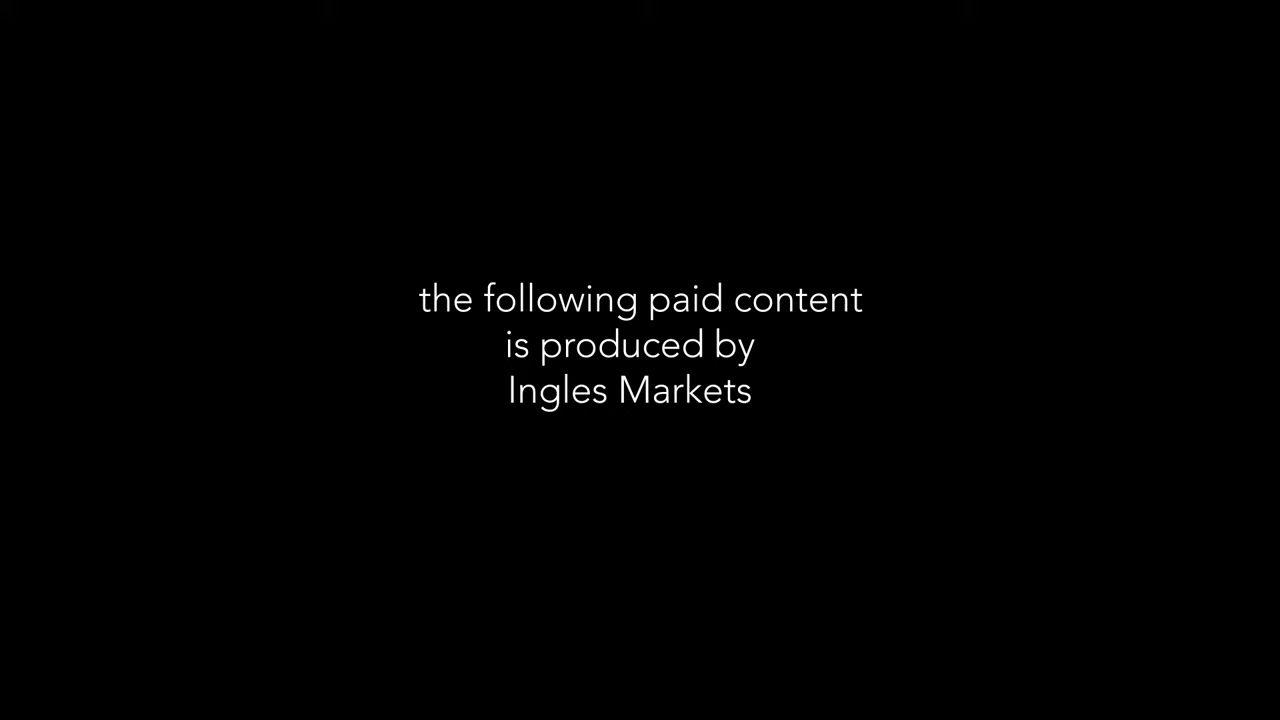 the following paid content
is produced by
Ingles Markets